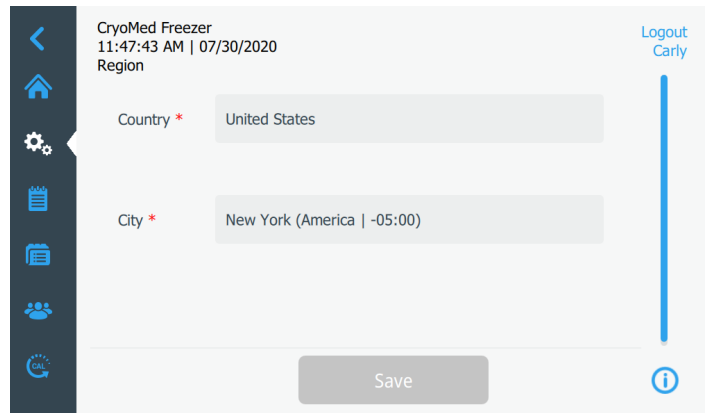 CryoMed Freezer
11:47:43 AM | 07/30/2020
Region
Logout
Carly
Country *
United States
City *
New York (America | -05:00)
CAL
Save